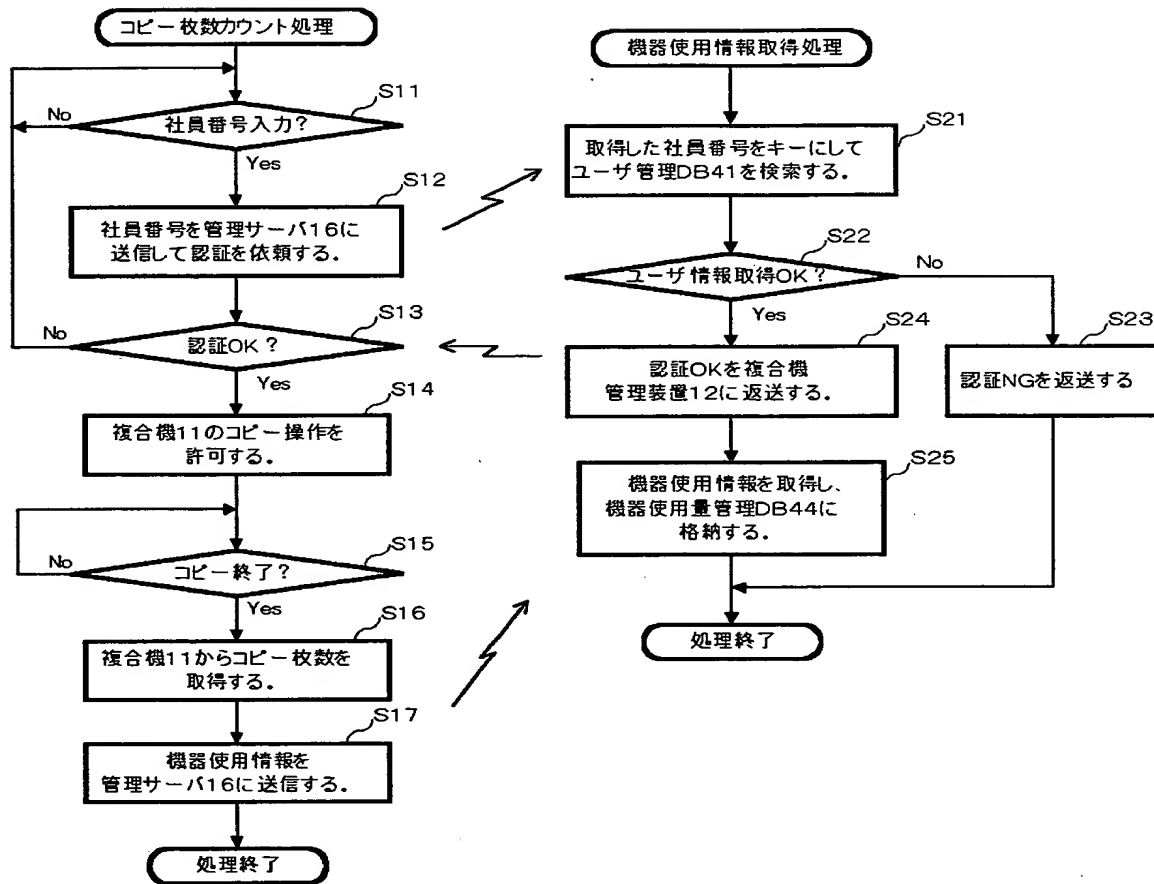 コピー枚数カウント処理
S11
社員番号入力?
No
Yes
S12
社員番号を管理サーバ16に
送信して認証を依頼する。
S13
認証OK?
No
Yes
S14
複合機11のコピー操作を
許可する。
S15
コピー終了?
No
Yes
S16
複合機11からコピー枚数を
取得する。
S17
機器使用情報を
管理サーバ16に送信する。
処理終了
機器使用情報取得処理
S21
取得した社員番号をキーにして
ユーザ管理DB41を検索する。
S22
ユーザ情報取得OK?
No
Yes
S24
認証OKを複合機
管理装置12に返送する。
S23
認証NGを返送する
S25
機器使用情報を取得し、
機器使用量管理DB44に
格納する。
処理終了